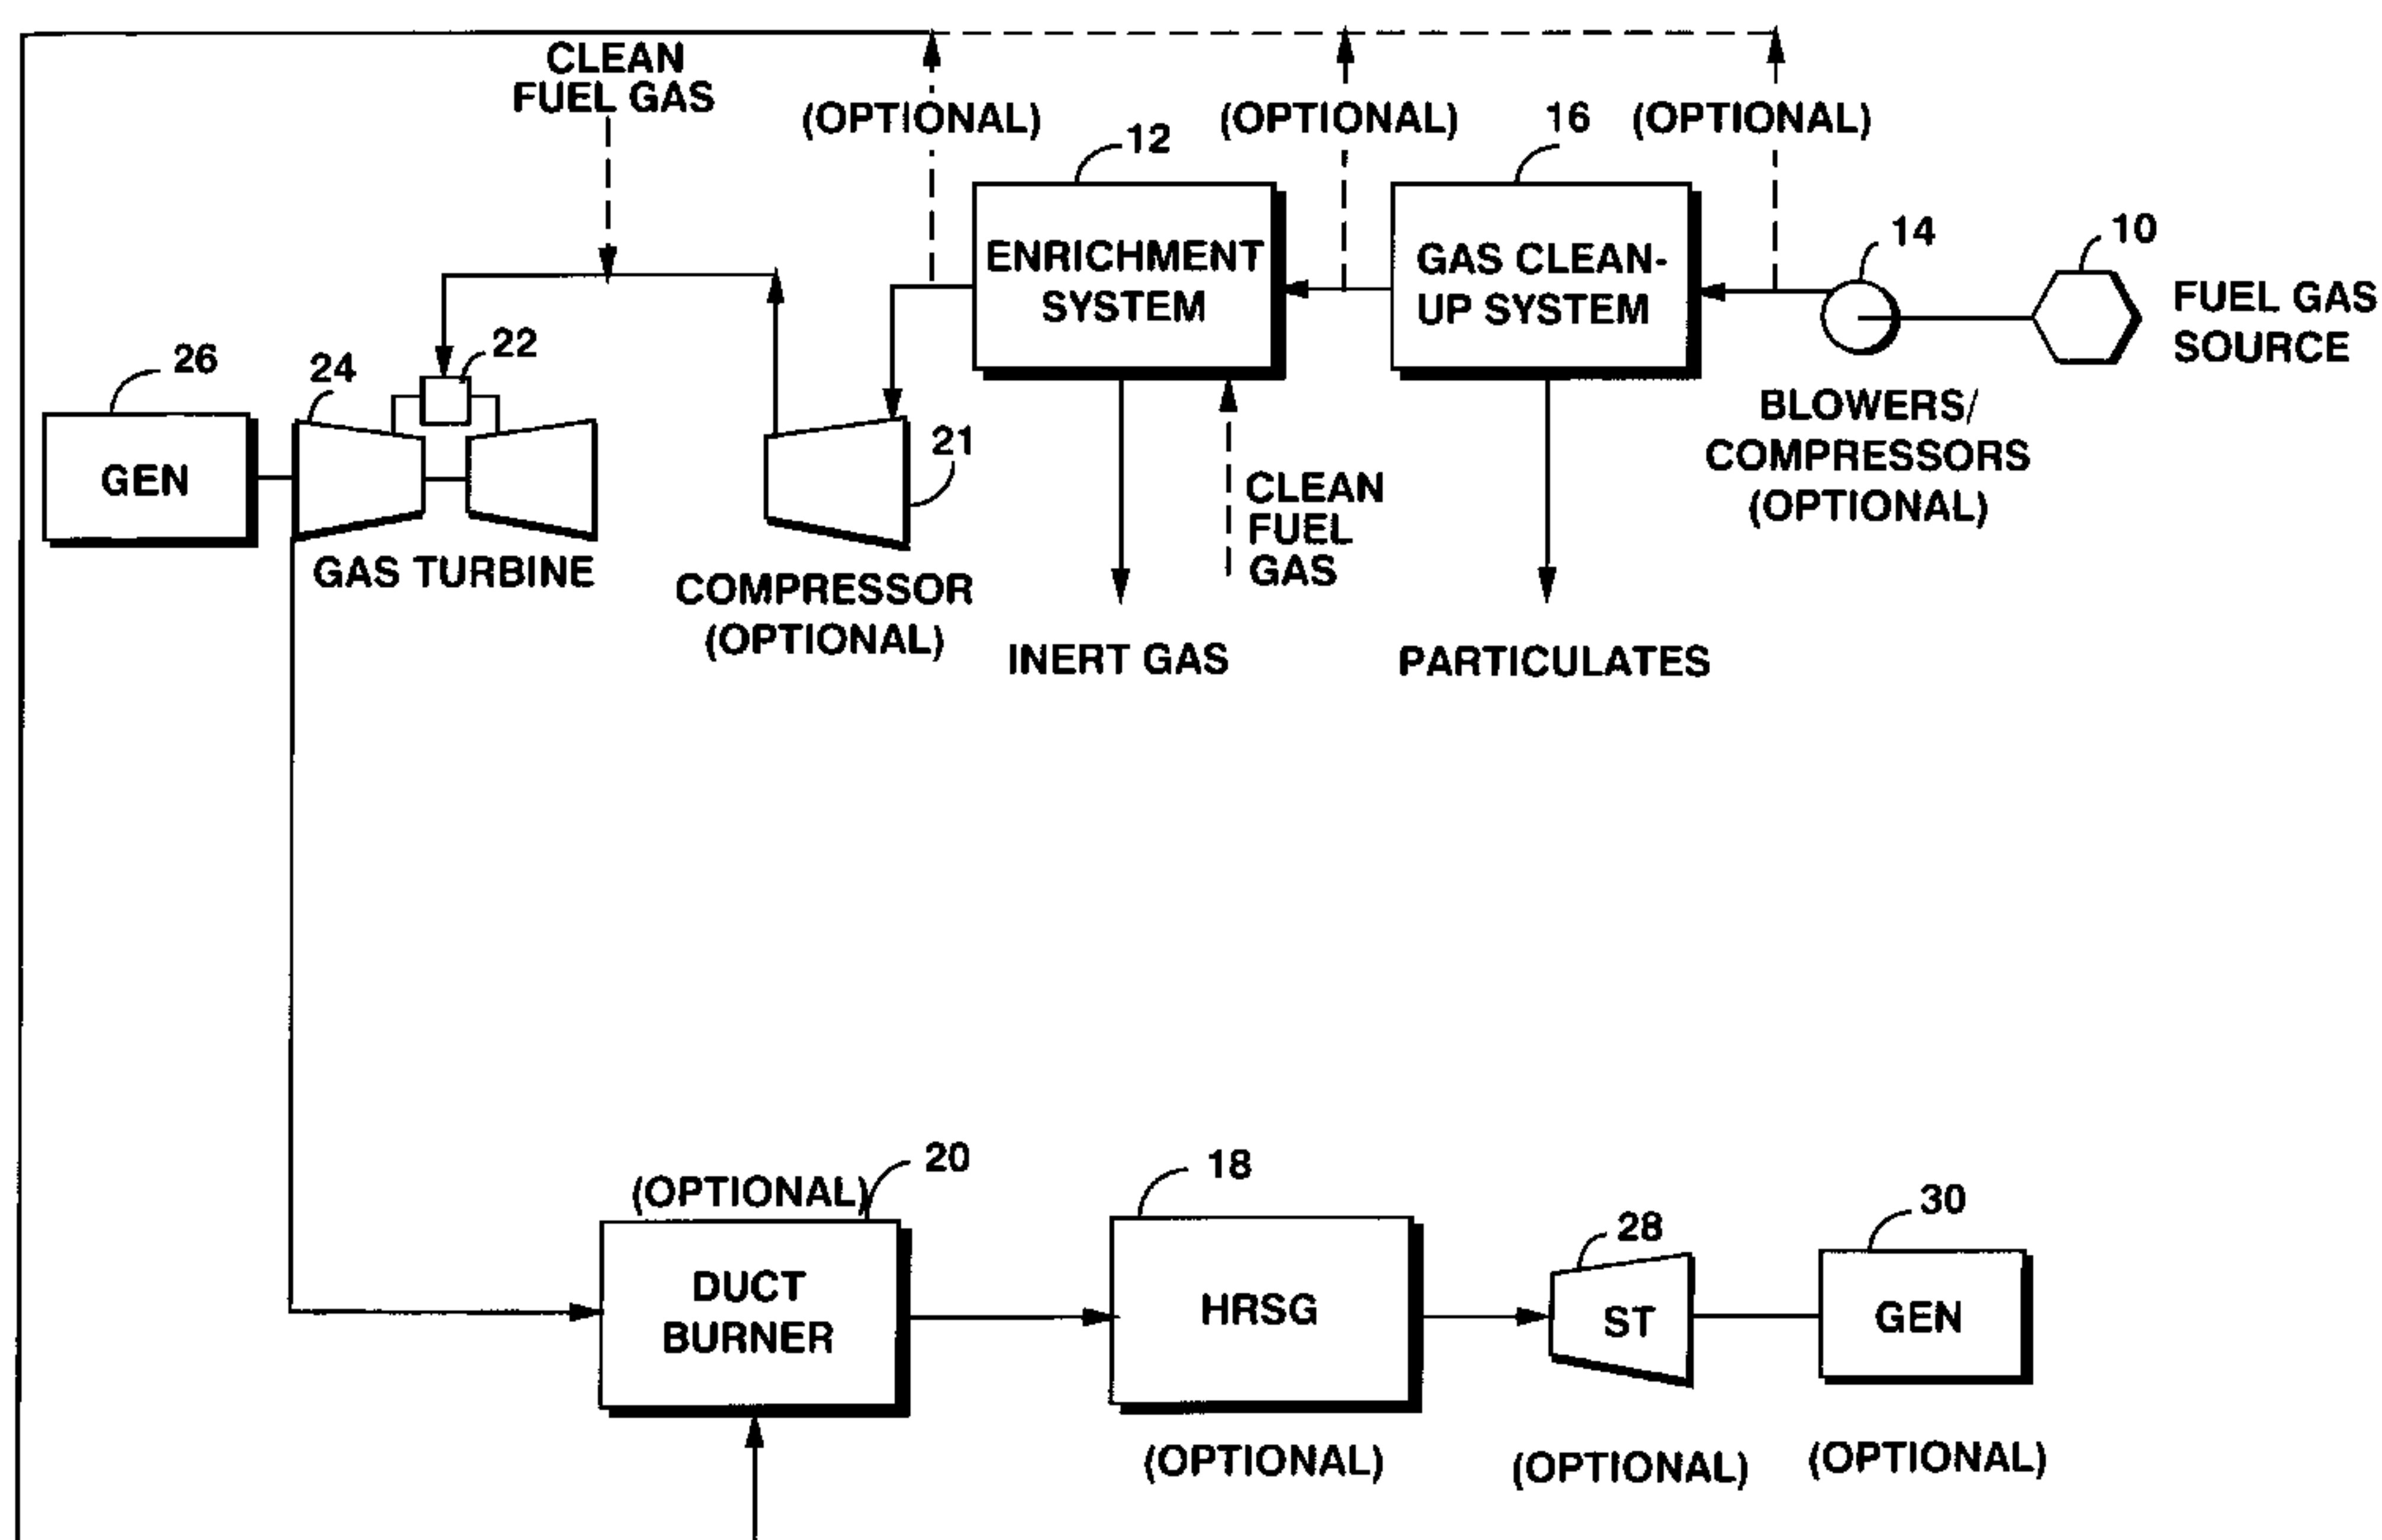 CLEAN
FUEL GAS
(OPTIONAL)
(OPTIONAL)
16
(OPTIONAL)
12
14
10
ENRICHMENT
SYSTEM
GAS CLEAN-
UP SYSTEM
FUEL GAS
SOURCE
26
24
22
21
GEN
BLOWERS/
COMPRESSORS
(OPTIONAL)
CLEAN
FUEL
GAS
GAS TURBINE
COMPRESSOR
(OPTIONAL)
INERT GAS
PARTICULATES
(OPTIONAL)
20
18
28
30
DUCT
BURNER
HRSG
ST
GEN
(OPTIONAL)
(OPTIONAL)
(OPTIONAL)